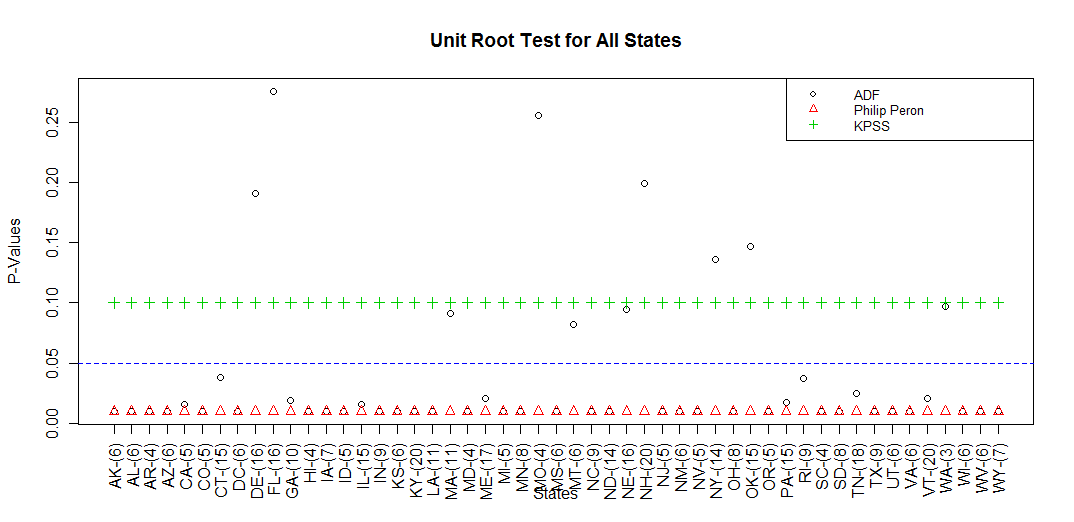 Unit Root Test for All States
ADF
Philip Peron
KPSS
P-Values
0.25
0.20
0.15
0.10
0.05
0.00
AK-(6)
AL-(6)
AR-(4)
AZ-(6)
CA-(5)
CO-(5)
CT-(15)
DC-(6)
DE-(16)
FL-(16)
GA-(10)
HI-(4)
IA-(7)
ID-(5)
IL-(15)
IN-(9)
KS-(6)
KY-(20)
LA-(11)
MA-(11)
MD-(4)
ME-(17)
MI-(5)
MN-(8)
MO-(4)
MS-(6)
MT-(6)
NC-(9)
ND-(14)
NE-(16)
NH-(20)
NJ-(5)
NM-(6)
NV-(5)
NY-(14)
OH-(8)
OK-(15)
OR-(5)
PA-(15)
RI-(9)
SC-(4)
SD-(8)
TN-(18)
TX-(9)
UT-(6)
VA-(6)
VT-(20)
WA-(3)
WI-(6)
WV-(6)
WY-(7)
States